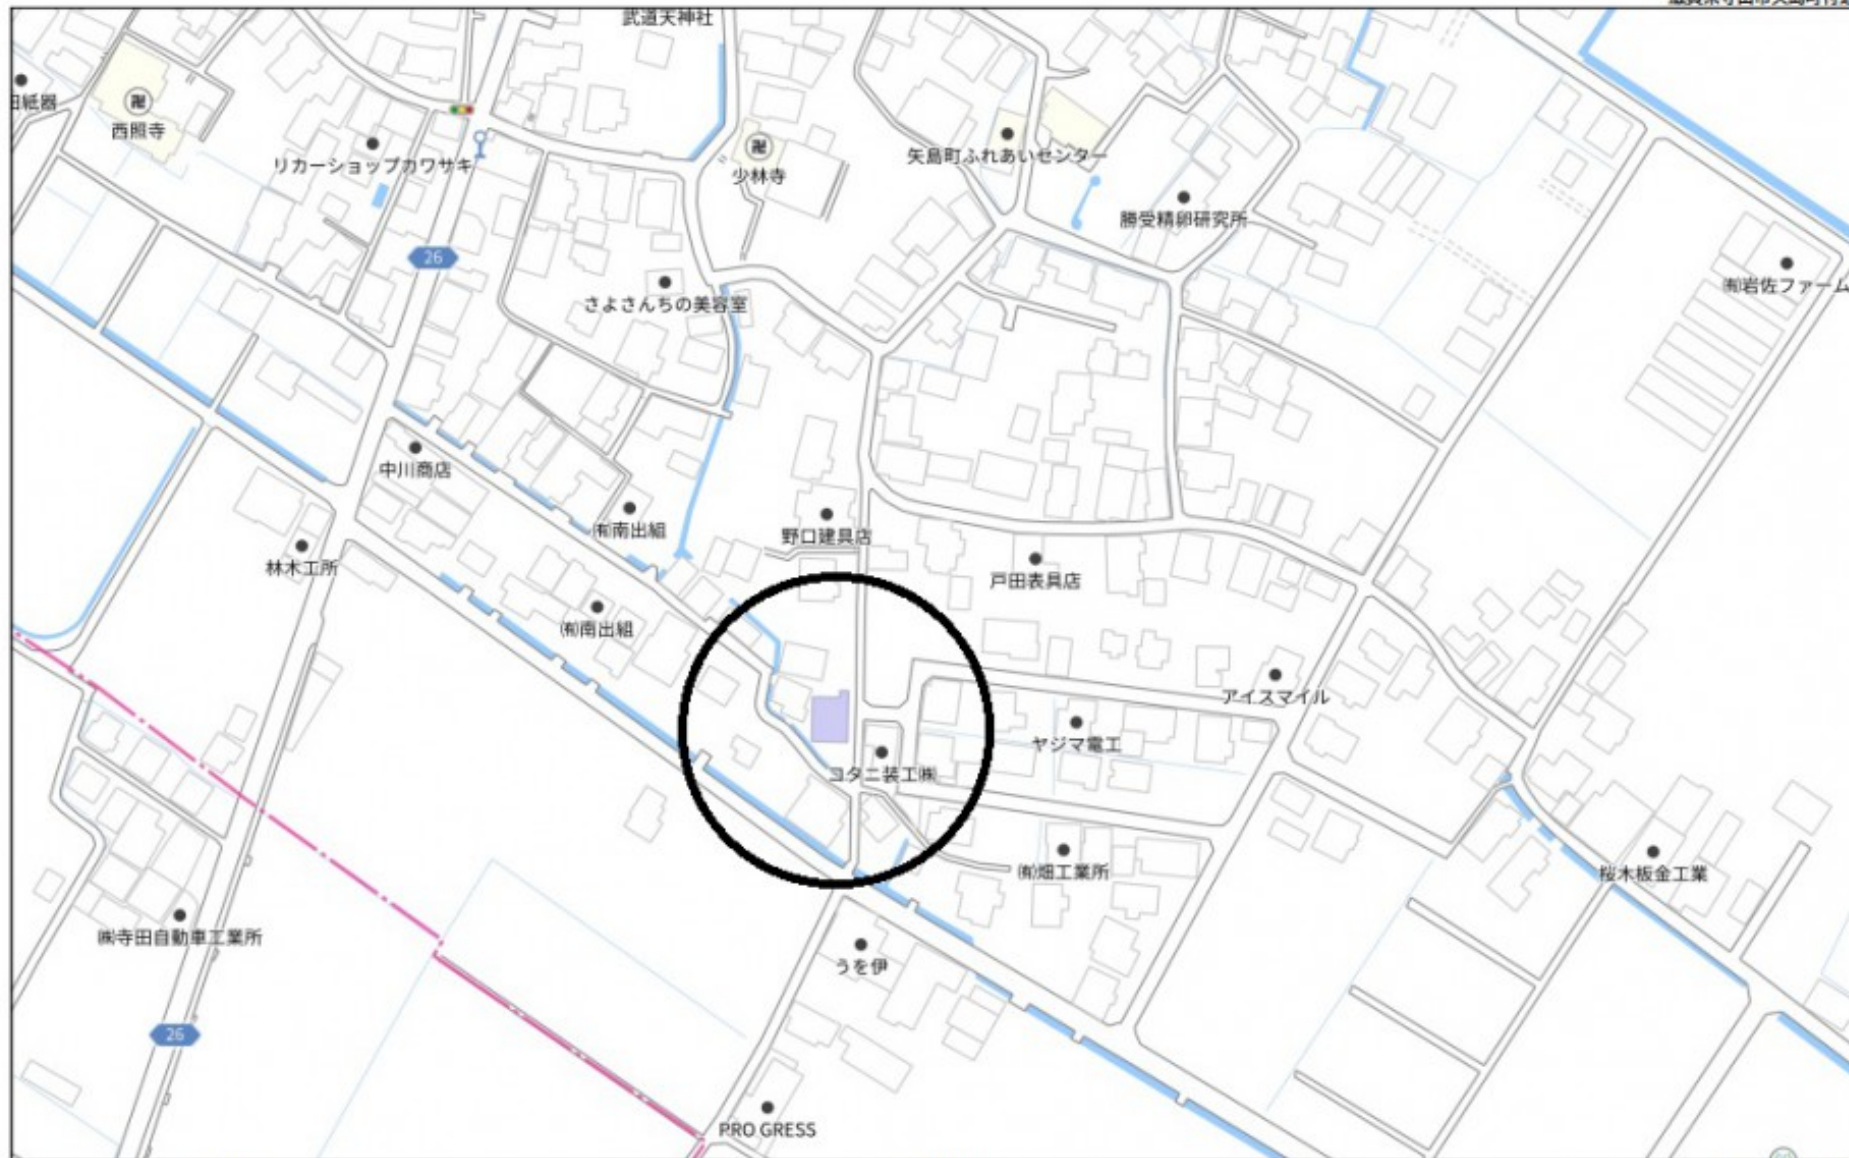 武道天神社
西照寺
リカーショップカワサキ
少林寺
矢島町ふれあいセンター
勝受精卵研究所
26
さよさんちの美容室
㈲岩佐ファーム
中川商店
㈲南出組
野口建具店
林木工所
戸田表具店
㈲南出組
アイスマイル
ヤジマ電工
コタニ装工㈱
㈲畑工業所
桜木板金工業
㈱寺田自動車工業所
うを伊
26
PRO GRESS